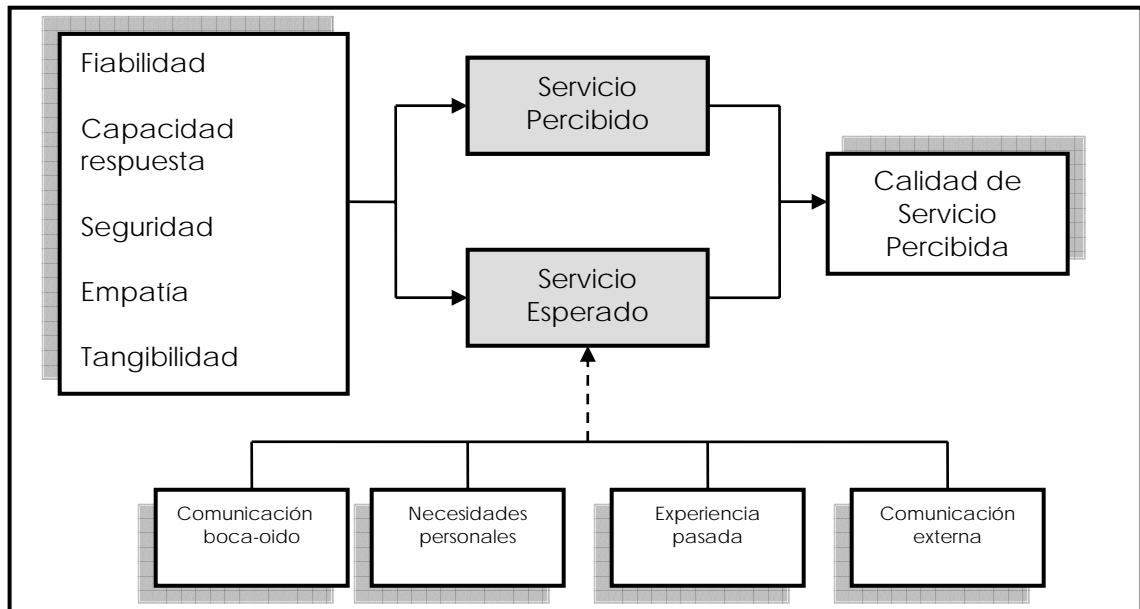 Fiabilidad
Capacidad
respuesta
Seguridad
Empatía
Tangibilidad
Servicio
Percibido
Servicio
Esperado
Calidad de
Servicio
Percibida
Comunicación
boca-oido
Necesidades
personales
Experiencia
pasada
Comunicación
externa